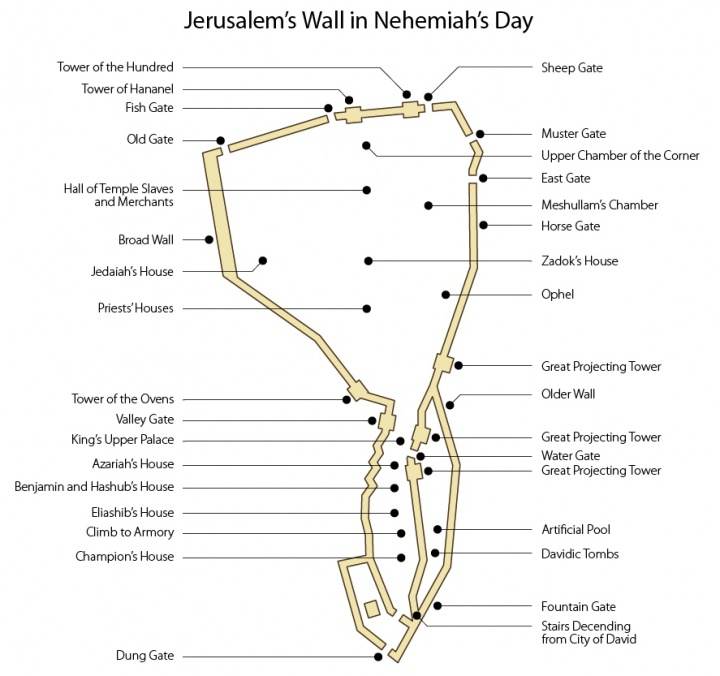 Jerusalem's Wall in Nehemiah's Day
Tower of the Hundred
Tower of Hananel
Fish Gate
Old Gate
Hall of Temple Slaves
and Merchants
Broad Wall
Jedaiah's House
Priests' Houses
Tower of the Ovens
Valley Gate
King's Upper Palace
Azariah's House
Benjamin and Hashub's House
Eliashib's House
Climb to Armory
Champion's House
Dung Gate
Sheep Gate
Muster Gate
Upper Chamber of the Corner
East Gate
Meshullam's Chamber
Horse Gate
Zadok's House
Ophel
Great Projecting Tower
Older Wall
Great Projecting Tower
Water Gate
Great Projecting Tower
Artificial Pool
Davidic Tombs
Fountain Gate
Stairs Decending
from City of David